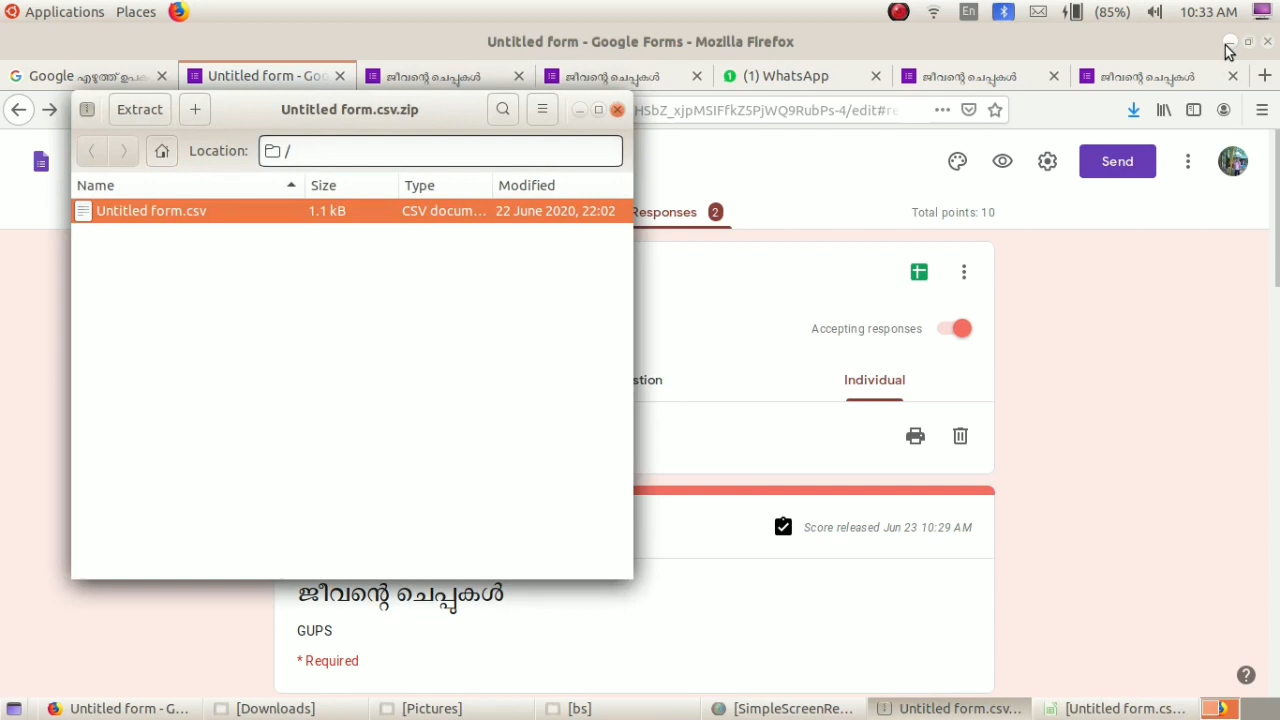 Applications Places En (85%) 10:33 AM
Untitled form - Google Forms - Mozilla Firefox
Google എഴുത്ത് ഉപക Untitled form - Goo ജീവന്റെ ചെപ്പുകൾ ജീവന്റെ ചെപ്പുകൾ (1) WhatsApp ജീവന്റെ ചെപ്പുകൾ ജീവന്റെ ചെപ്പുകൾ
Extract Untitled form.csv.zip
HSbZ_xjpMSIFfkZ5PjWQ9RubPs-4/edit#re
Location: /
Send
Name Size Type Modified
Untitled form.csv 1.1 kB CSV docum... 22 June 2020, 22:02
Responses 2 Total points: 10
Accepting responses
stion Individual
Score released Jun 23 10:29 AM
ജീവന്റെ ചെപ്പുകൾ
GUPS
* Required
Untitled form - G... [Downloads] [Pictures] [bs] [SimpleScreenRe... Untitled form.csv... [Untitled form.cs...